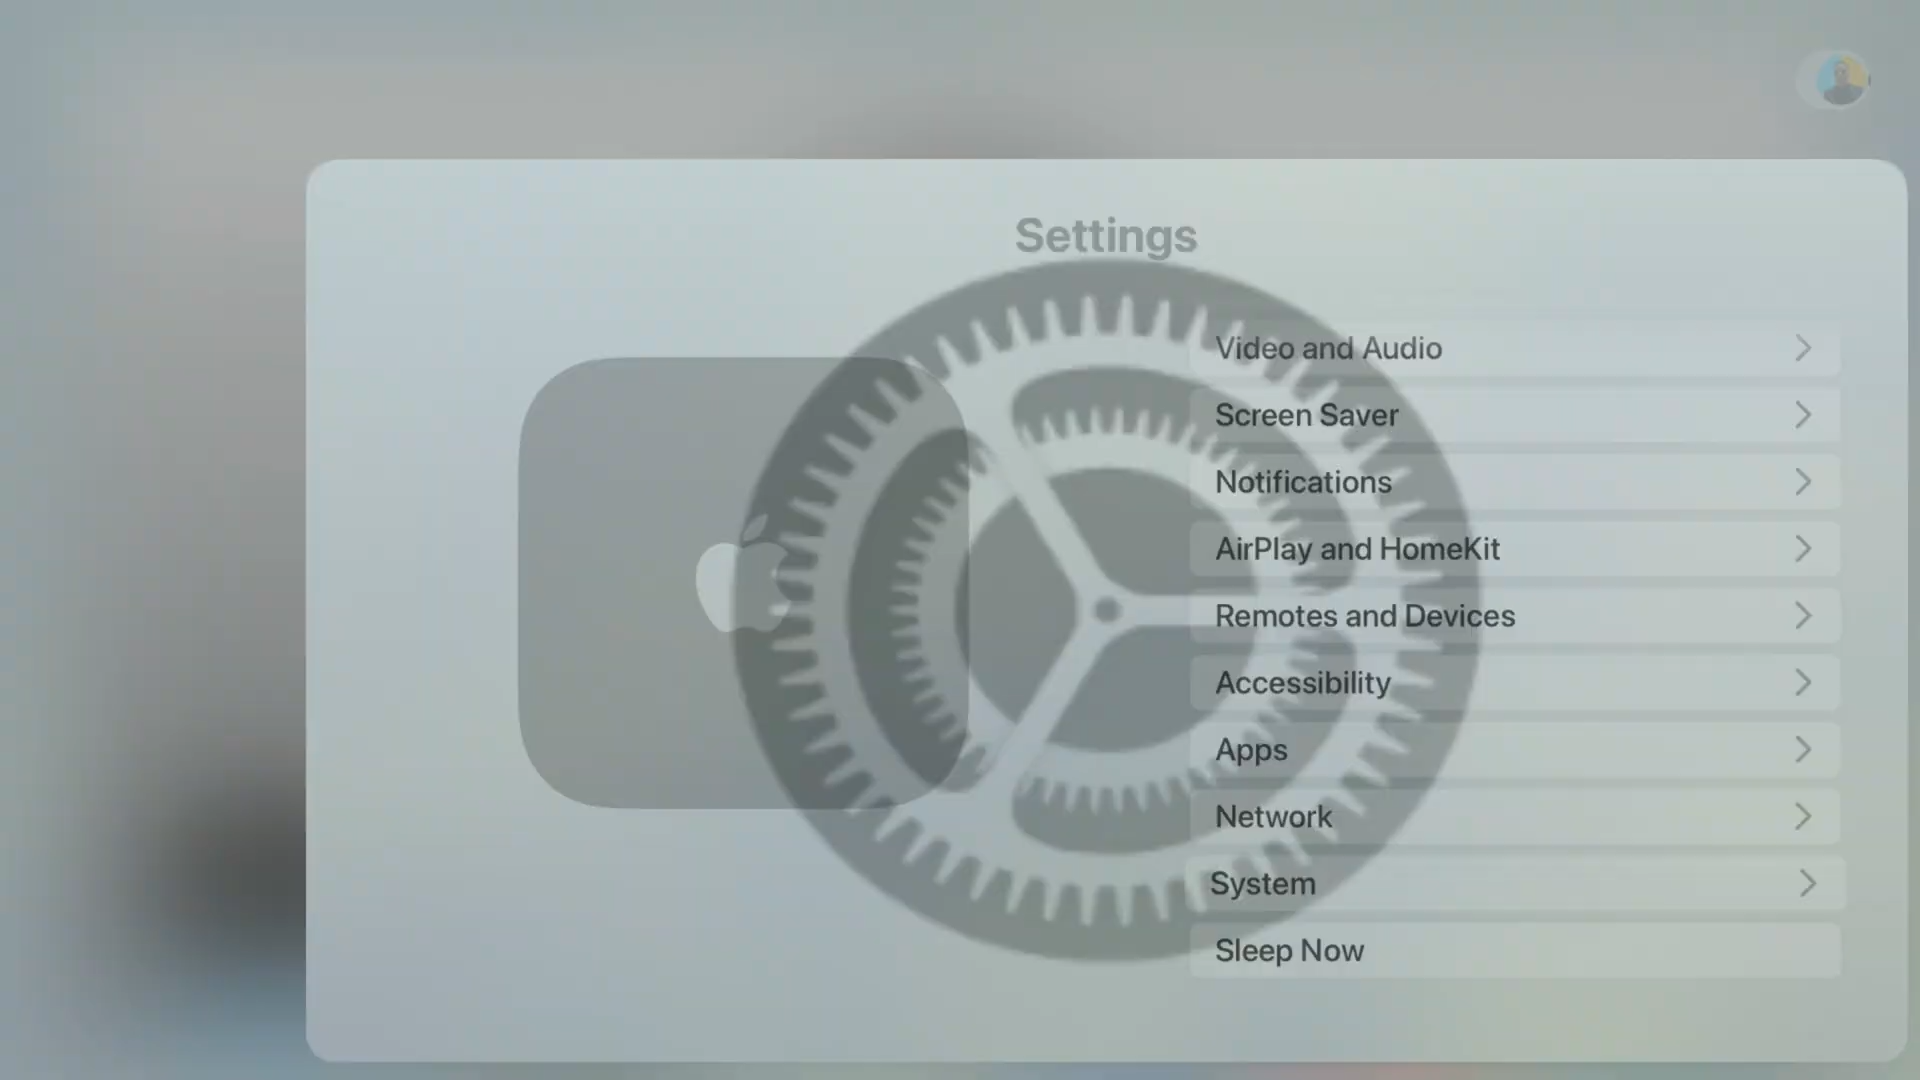 Settings
Video and Audio
Screen Saver
Notifications
AirPlay and HomeKit
Remotes and Devices
Accessibility
Apps
Network
System
Sleep Now